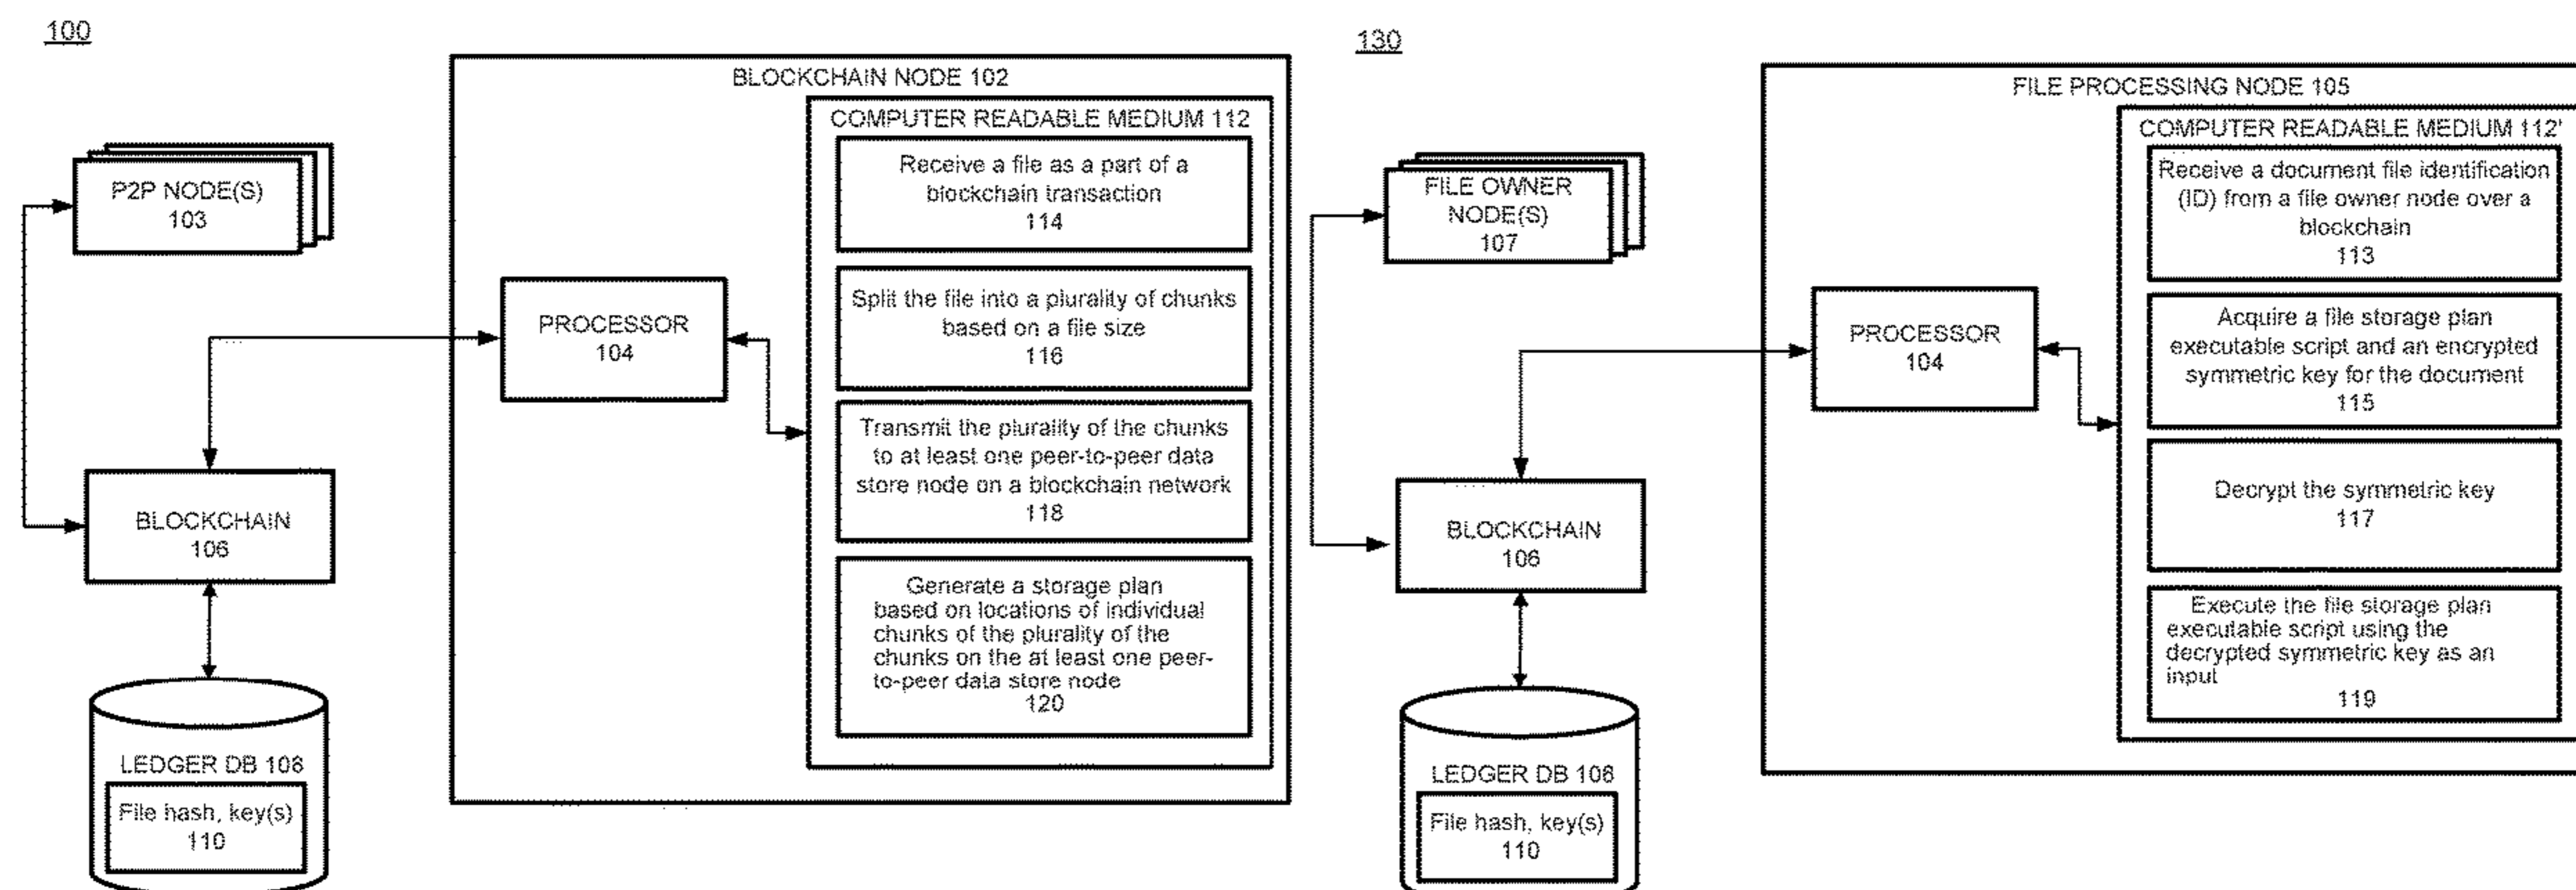 100
BLOCKCHAIN NODE 102
COMPUTER READABLE MEDIUM 112
Receive a file as a part of a
blockchain transaction
114
P2P NODE(S)
103
Split the file into a plurality of chunks
based on a file size
116
PROCESSOR
104
Transmit the plurality of the chunks
to at least one peer-to-peer data
store node on a blockchain network
118
BLOCKCHAIN
106
Generate a storage plan
based on locations of individual
chunks of the plurality of the
chunks on the at least one peer-
to-peer data store node
120
LEDGER DB 108
File hash, key(s)
110
130
FILE PROCESSING NODE 105
COMPUTER READABLE MEDIUM 112'
Receive a document file identification
(ID) from a file owner node over a
blockchain
113
FILE OWNER
NODE(S)
107
Acquire a file storage plan
executable script and an encrypted
symmetric key for the document
115
PROCESSOR
104
Decrypt the symmetric key
117
BLOCKCHAIN
106
Execute the file storage plan
executable script using the
decrypted symmetric key as an
input
119
LEDGER DB 108
File hash, key(s)
110